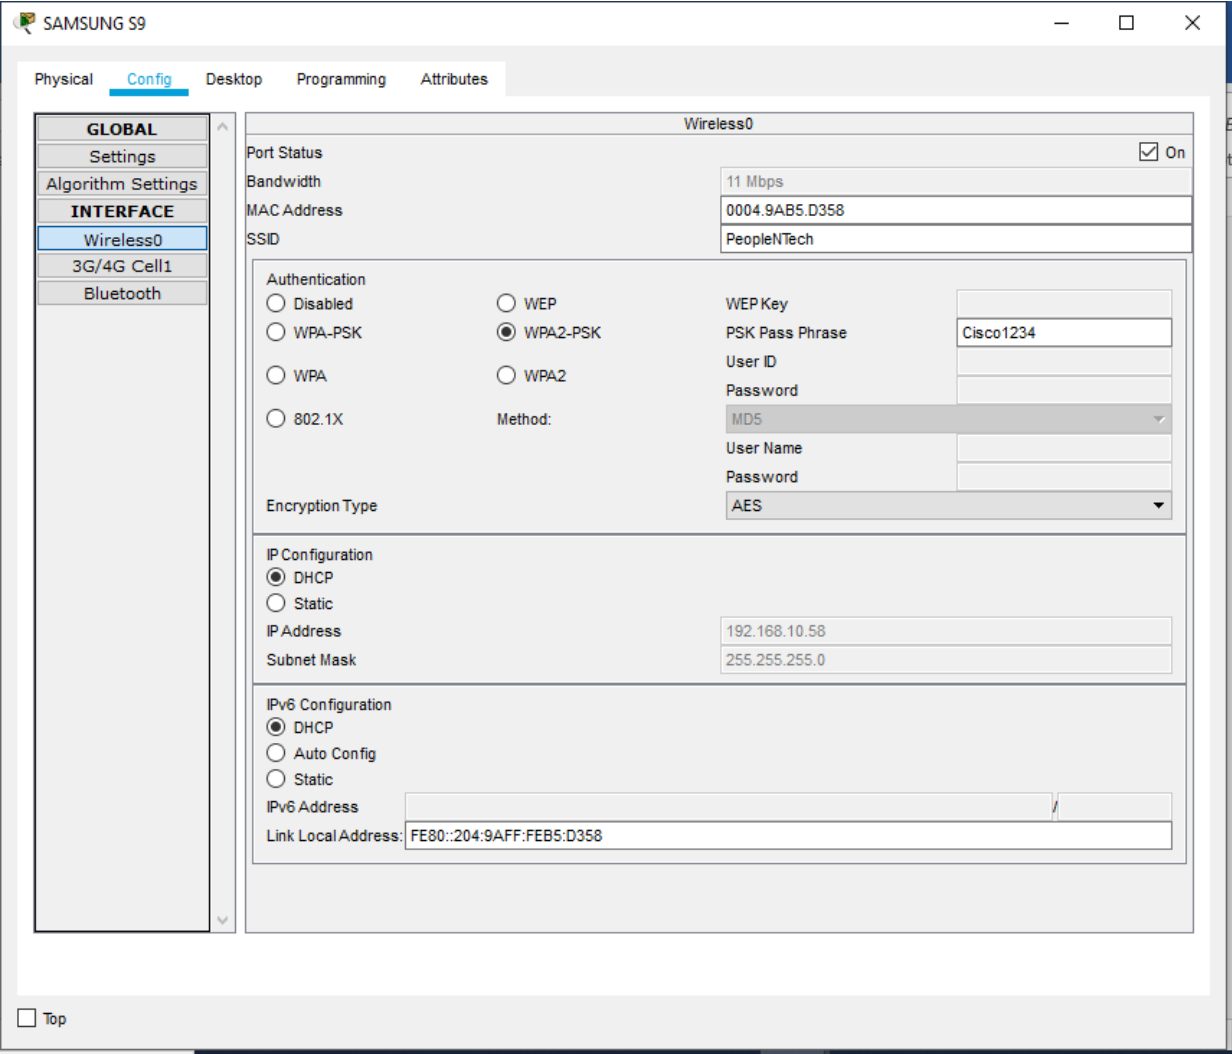 SAMSUNG S9
Physical Config Desktop Programming Attributes
GLOBAL
Settings
Algorithm Settings
INTERFACE
Wireless0
3G/4G Cell1
Bluetooth
Wireless0
Port Status On
Bandwidth 11 Mbps
MAC Address 0004.9AB5.D358
SSID PeopleNTech
Authentication
Disabled WEP WEP Key
WPA-PSK WPA2-PSK PSK Pass Phrase Cisco1234
User ID
WPA WPA2
Password
802.1X Method: MD5
User Name
Password
Encryption Type AES
IP Configuration
DHCP
Static
IP Address 192.168.10.58
Subnet Mask 255.255.255.0
IPv6 Configuration
DHCP
Auto Config
Static
IPv6 Address /
Link Local Address: FE80::204:9AFF:FEB5:D358
Top